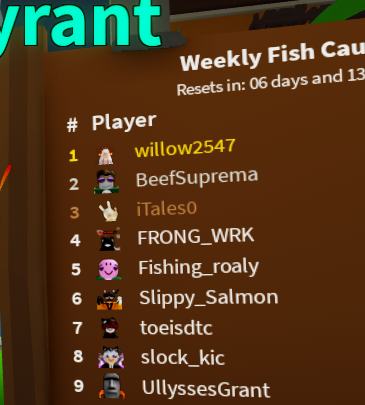 yrant
Weekly Fish Cau
Resets in: 06 days and 13
# Player
1 willow2547
2 BeefSuprema
3 iTales0
4 FRONG_WRK
5 Fishing_roaly
6 Slippy_Salmon
7 toeisdtc
8 slock_kic
9 UllyssesGrant